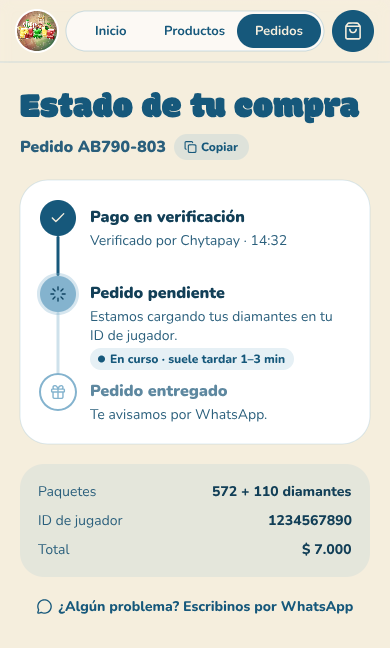 Inicio
Productos
Pedidos
Estado de tu compra
Pedido AB790-803
Copiar
Pago en verificación
Verificado por Chytapay · 14:32
Pedido pendiente
Estamos cargando tus diamantes en tu
ID de jugador.
En curso · suele tardar 1–3 min
Pedido entregado
Te avisamos por WhatsApp.
Paquetes 572 + 110 diamantes
ID de jugador 1234567890
Total $ 7.000
¿Algún problema? Escribinos por WhatsApp